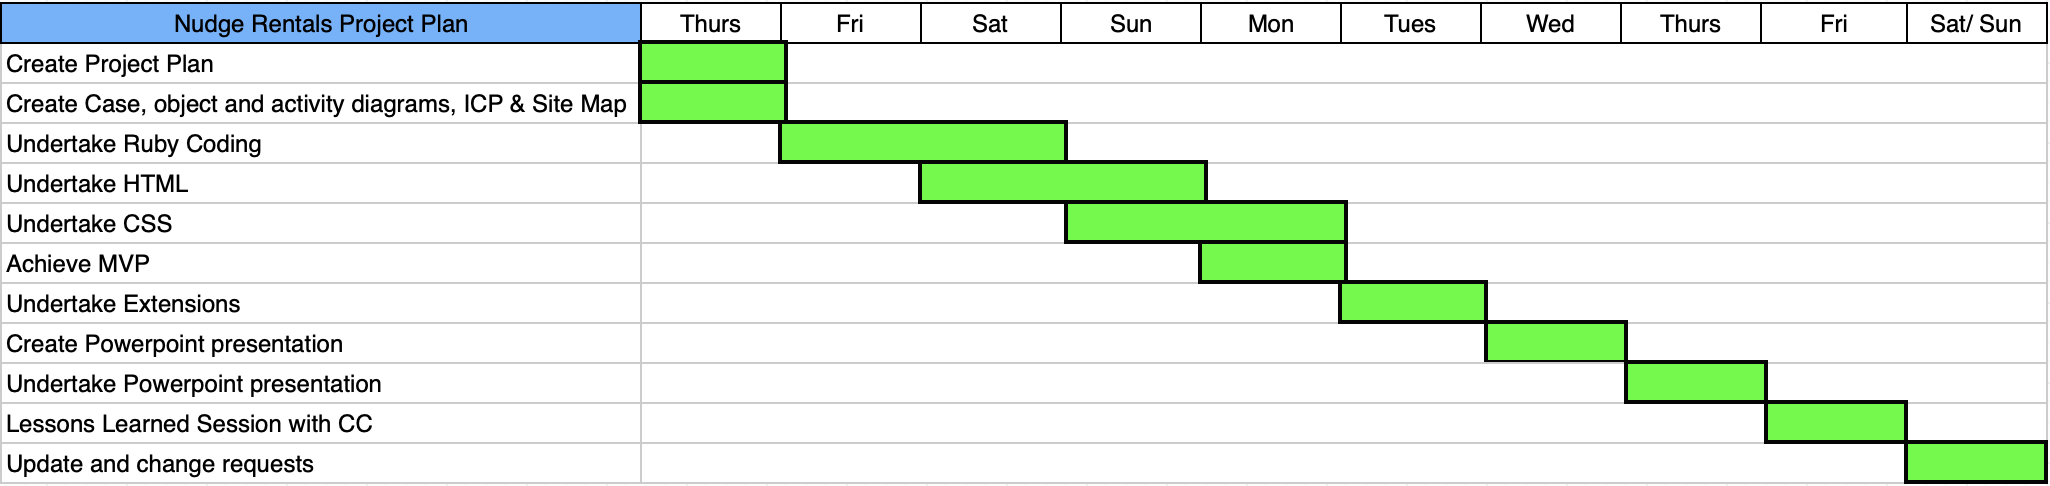 Nudge Rentals Project Plan Thurs Fri Sat Sun Mon Tues Wed Thurs Fri Sat/ Sun
Create Project Plan
Create Case, object and activity diagrams, ICP & Site Map
Undertake Ruby Coding
Undertake HTML
Undertake CSS
Achieve MVP
Undertake Extensions
Create Powerpoint presentation
Undertake Powerpoint presentation
Lessons Learned Session with CC
Update and change requests